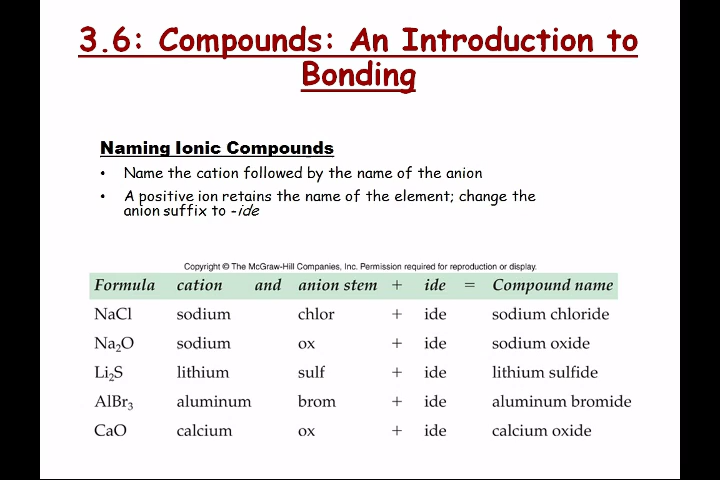 3.6: Compounds: An Introduction to
Bonding
Naming Ionic Compounds
• Name the cation followed by the name of the anion
• A positive ion retains the name of the element; change the
anion suffix to -ide
Copyright © The McGraw-Hill Companies, Inc. Permission required for reproduction or display.
Formula cation and anion stem + ide = Compound name
NaCl sodium chlor + ide sodium chloride
Na₂O sodium ox + ide sodium oxide
Li₂S lithium sulf + ide lithium sulfide
AlBr₃ aluminum brom + ide aluminum bromide
CaO calcium ox + ide calcium oxide